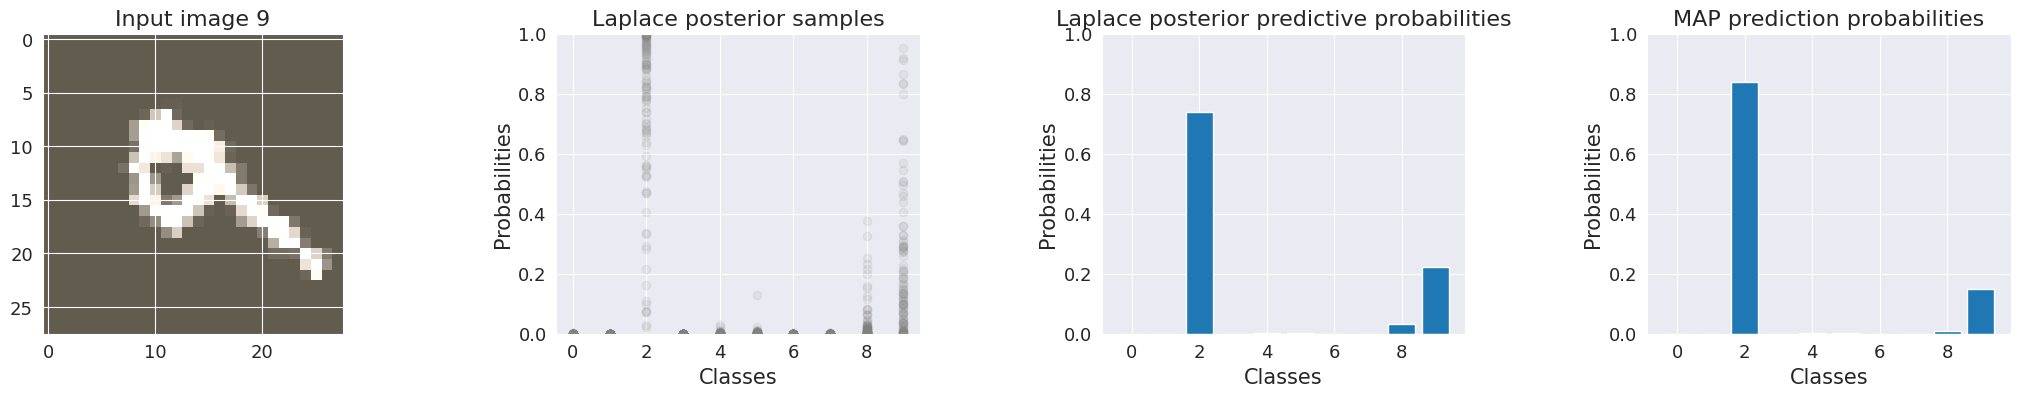 Input image 9
0
5
10
15
20
25
0 10 20
Laplace posterior samples
Probabilities
1.0
0.8
0.6
0.4
0.2
0.0
0 2 4 6 8
Classes
Laplace posterior predictive probabilities
Probabilities
1.0
0.8
0.6
0.4
0.2
0.0
0 2 4 6 8
Classes
MAP prediction probabilities
Probabilities
1.0
0.8
0.6
0.4
0.2
0.0
0 2 4 6 8
Classes